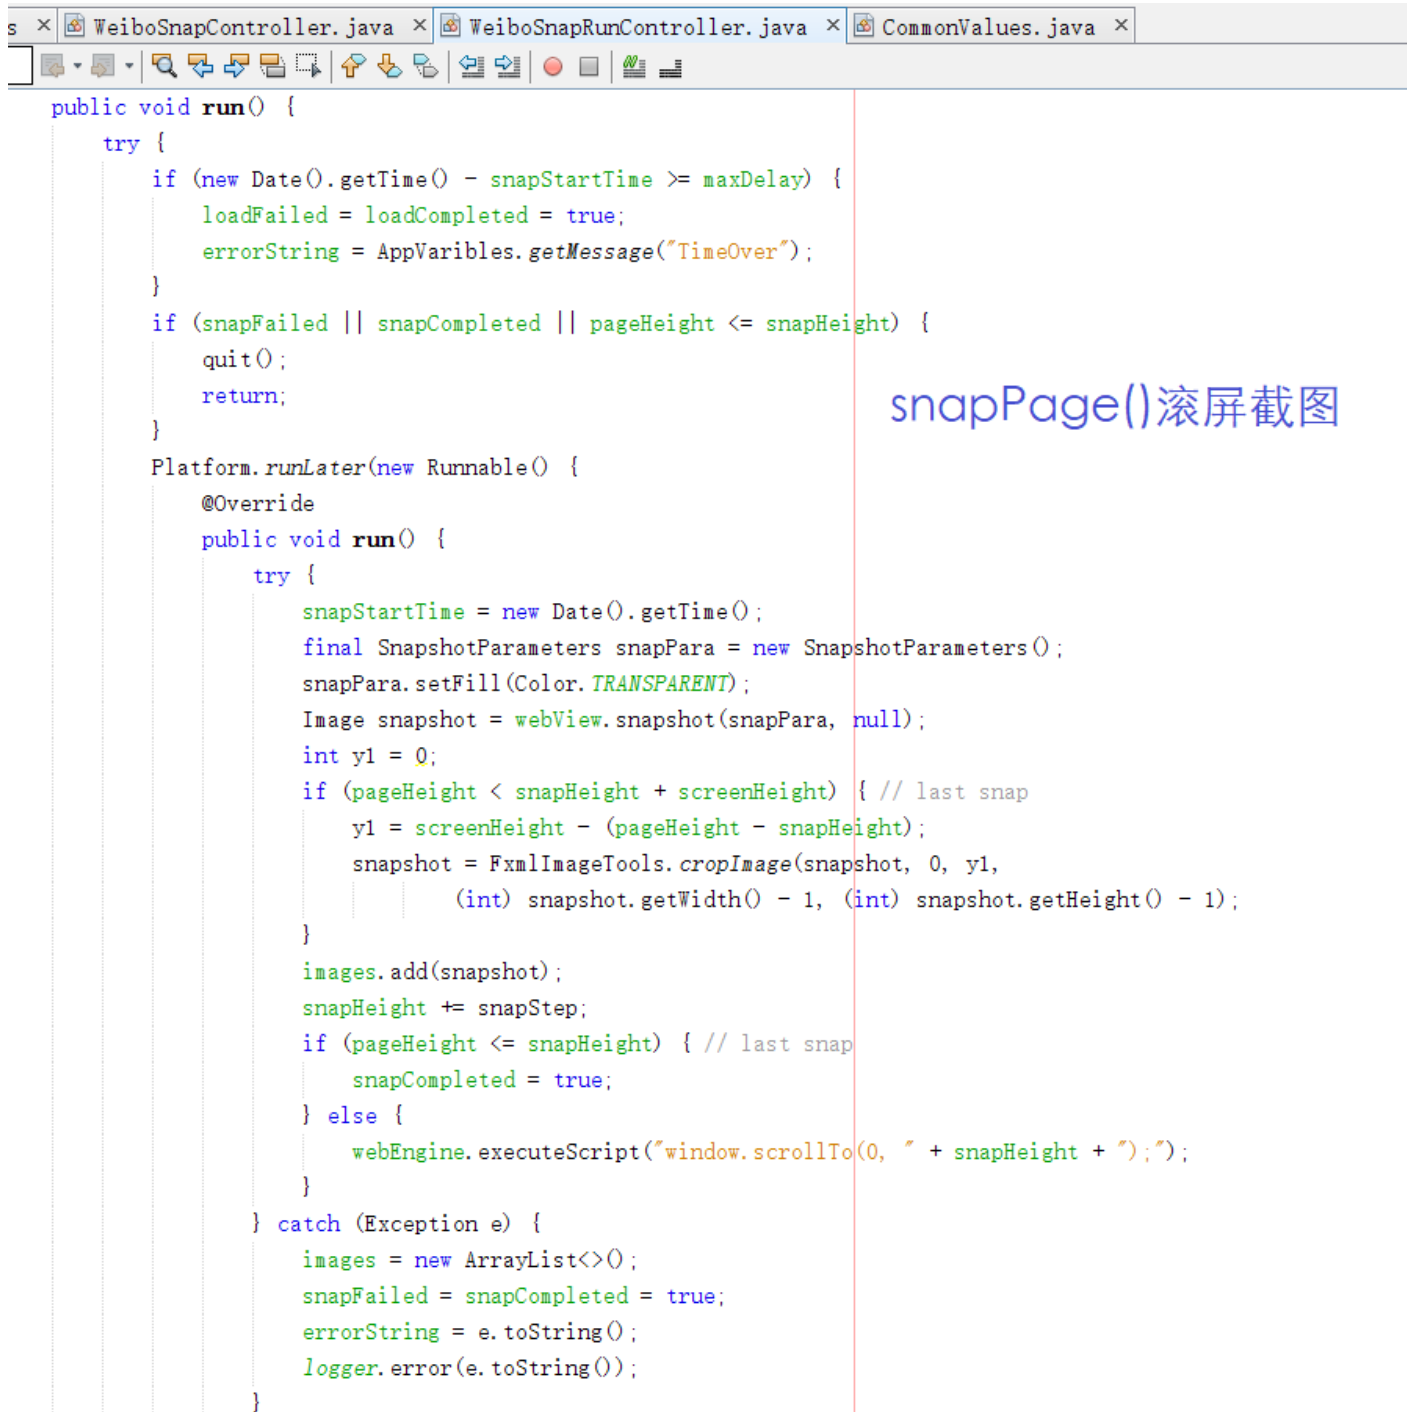 s WeiboSnapController.java WeiboSnapRunController.java CommonValues.java
public void run() {
try {
if (new Date().getTime() - snapStartTime >= maxDelay) {
loadFailed = loadCompleted = true;
errorString = AppVaribles.getMessage("TimeOver");
}
if (snapFailed || snapCompleted || pageHeight <= snapHeight) {
quit();
return;
snapPage()滚屏截图
}
Platform.runLater(new Runnable() {
@Override
public void run() {
try {
snapStartTime = new Date().getTime();
final SnapshotParameters snapPara = new SnapshotParameters();
snapPara.setFill(Color.TRANSPARENT);
Image snapshot = webView.snapshot(snapPara, null);
int y1 = 0;
if (pageHeight < snapHeight + screenHeight) { // last snap
y1 = screenHeight - (pageHeight - snapHeight);
snapshot = FxmlImageTools.cropImage(snapshot, 0, y1,
(int) snapshot.getWidth() - 1, (int) snapshot.getHeight() - 1);
}
images.add(snapshot);
snapHeight += snapStep;
if (pageHeight <= snapHeight) { // last snap
snapCompleted = true;
} else {
webEngine.executeScript("window.scrollTo(0, " + snapHeight + ");");
}
} catch (Exception e) {
images = new ArrayList<>();
snapFailed = snapCompleted = true;
errorString = e.toString();
logger.error(e.toString());
}